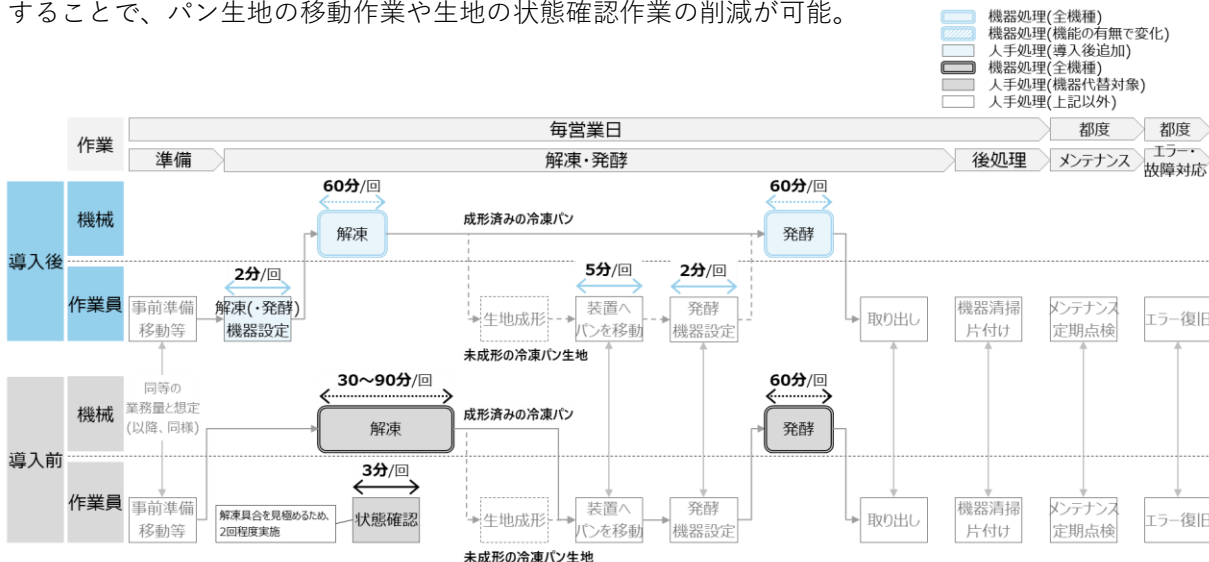 することで、パン生地の移動作業や生地の状態確認作業の削減が可能。
機器処理(全機種)
機器処理(機能の有無で変化)
人手処理(導入後追加)
機器処理(全機種)
人手処理(機器代替対象)
人手処理(上記以外)
作業
毎営業日
都度
都度
準備
解凍・発酵
後処理
メンテナンス
エラー・
故障対応
導入後
機械
60分/回
解凍
成形済みの冷凍パン
60分/回
発酵
作業員
事前準備
移動等
2分/回
解凍(・発酵)
機器設定
生地成形
未成形の冷凍パン生地
5分/回
装置へ
パンを移動
2分/回
発酵
機器設定
取り出し
機器清掃
片付け
メンテナンス
定期点検
エラー復旧
同等の
業務量と想定
(以降、同様)
導入前
機械
30～90分/回
解凍
成形済みの冷凍パン
60分/回
発酵
作業員
事前準備
移動等
解凍具合を見極めるため、
2回程度実施
3分/回
状態確認
生地成形
未成形の冷凍パン生地
装置へ
パンを移動
発酵
機器設定
取り出し
機器清掃
片付け
メンテナンス
定期点検
エラー復旧